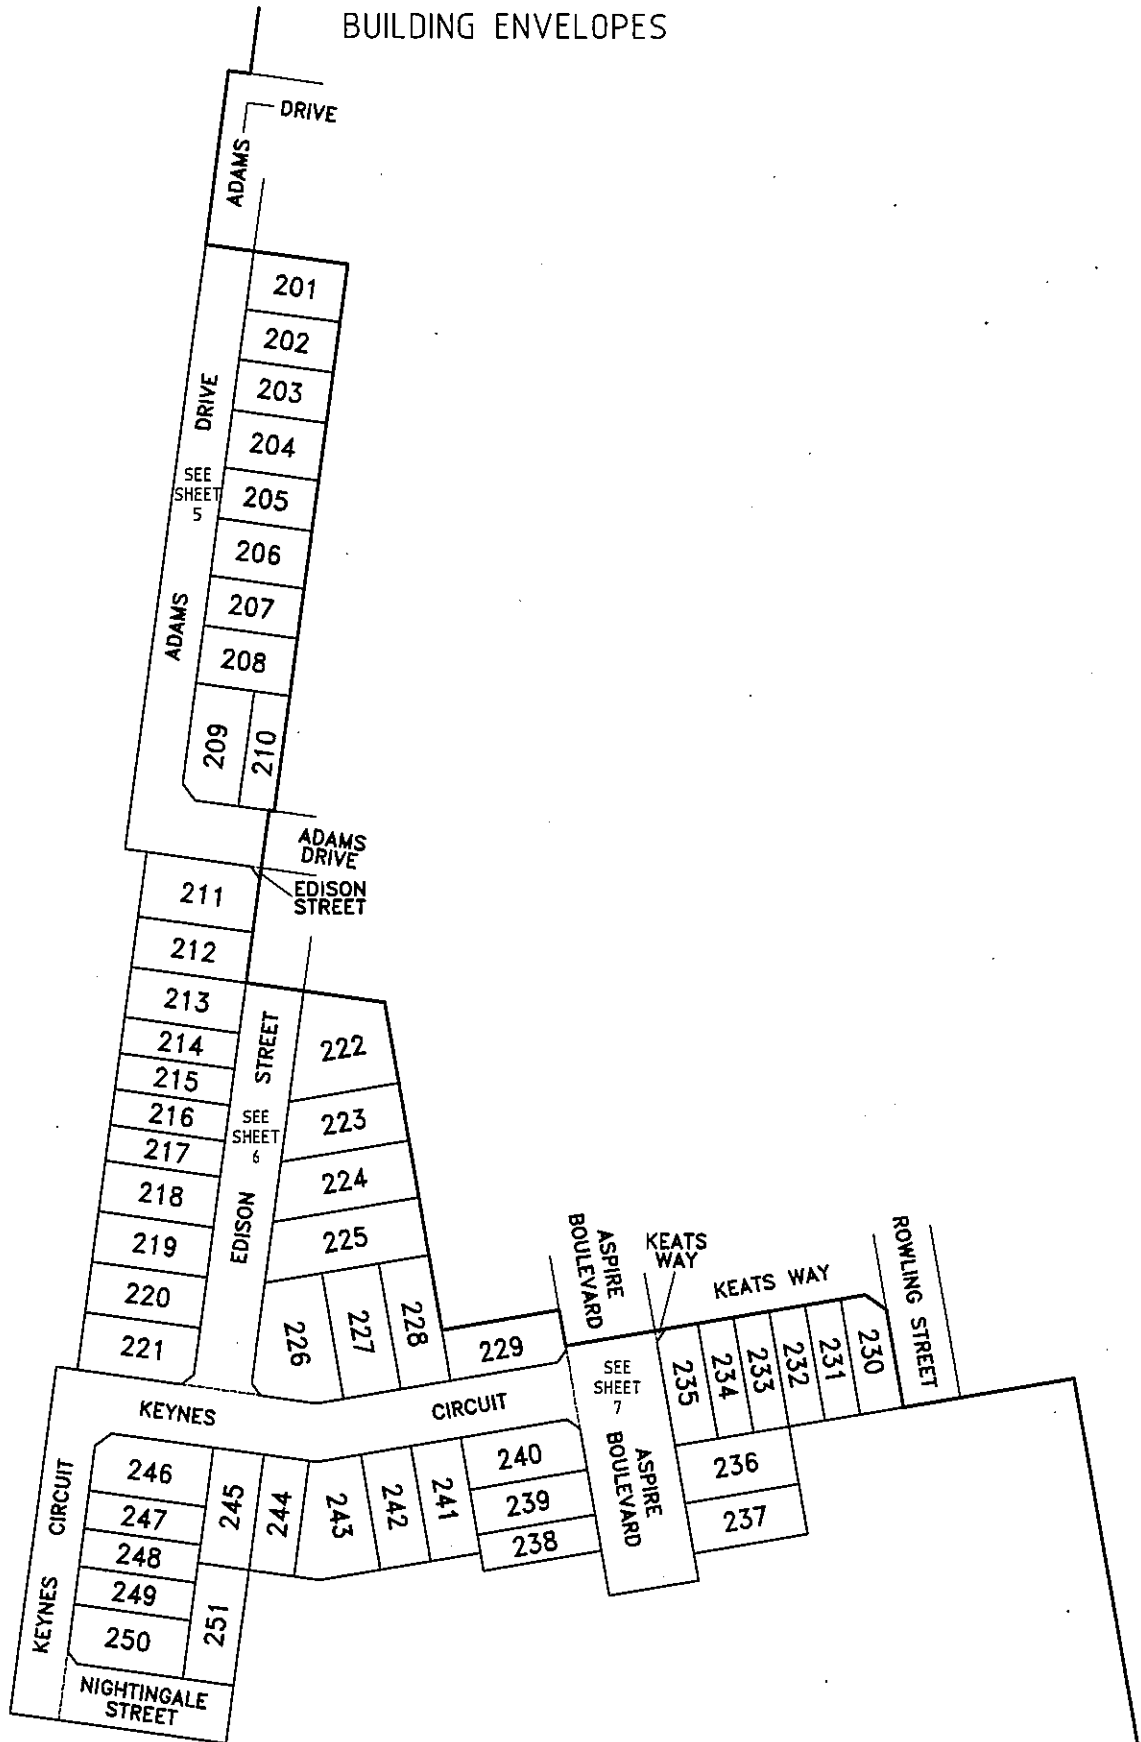 BUILDING ENVELOPES
DRIVE
ADAMS
201
202
203
204
205
206
207
208
209
210
DRIVE
SEE
SHEET
5
ADAMS
ADAMS
DRIVE
EDISON
STREET
211
212
213
214
215
216
217
218
219
220
221
STREET
SEE
SHEET
6
EDISON
222
223
224
225
226
227
228
229
ASPIRE
BOULEVARD
KEATS
WAY
KEATS WAY
ROWLING STREET
235
234
233
232
231
230
SEE
SHEET
7
ASPIRE
BOULEVARD
236
237
KEYNES
CIRCUIT
240
239
238
241
242
243
244
245
246
247
248
249
250
251
CIRCUIT
KEYNES
NIGHTINGALE
STREET